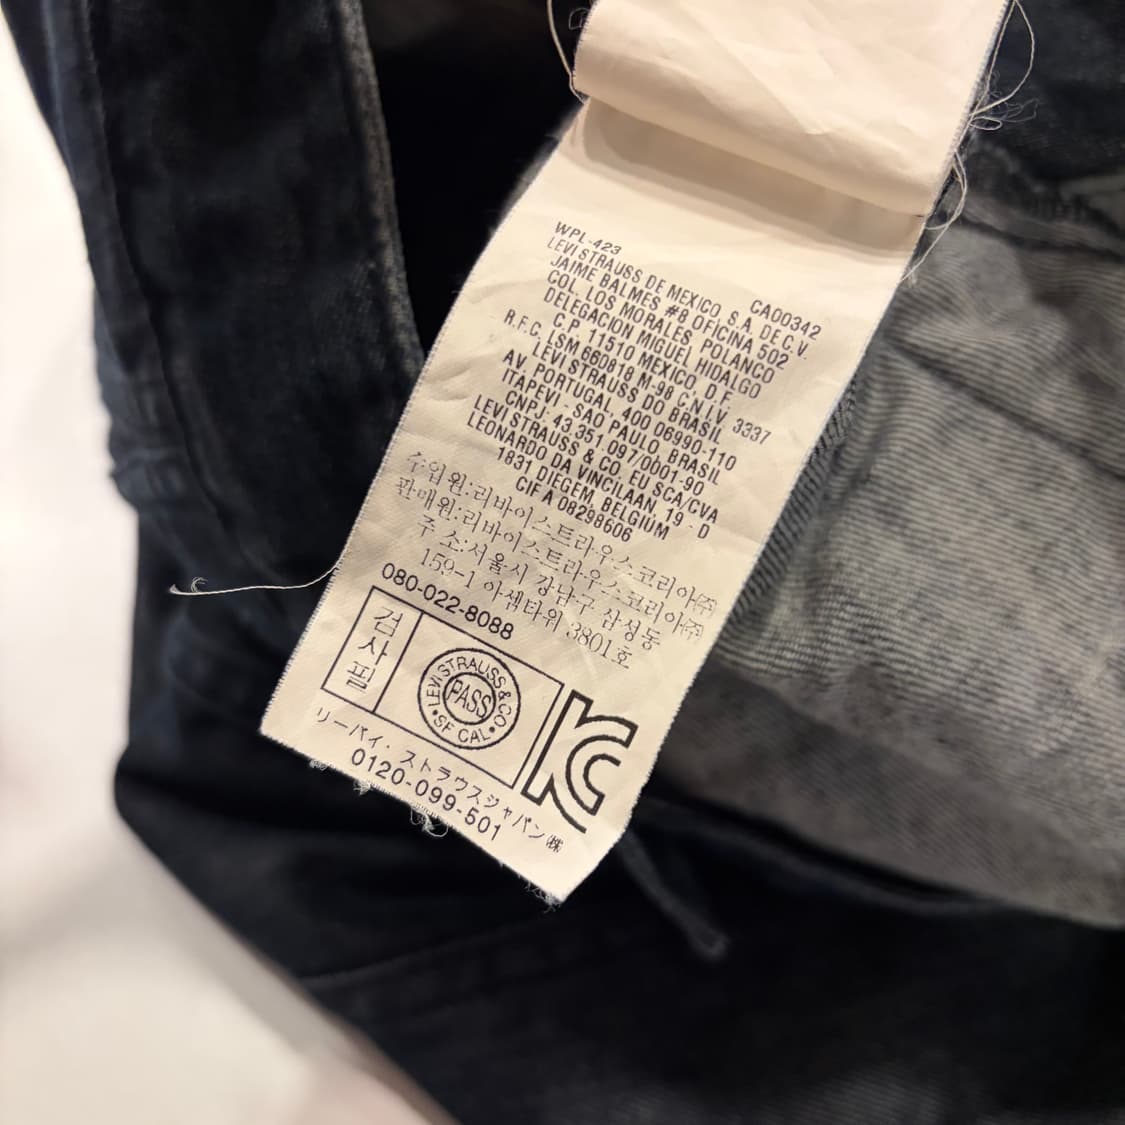 WPL-423
CA00342
LEVI STRAUSS DE MEXICO S.A. DE C.V.
JAIME BALMES #8 OFICINA 502
COL. LOS MORALES, POLANCO
DELEGACION MIGUEL HIDALGO
C.P. 11510 MEXICO, D.F.
R.F.C. LSM 660818 M-98 C.N.I.V. 3337
LEVI STRAUSS DO BRASIL
AV. PORTUGAL, 400 06990-110
ITAPEVI - SAO PAULO, BRASIL
CNPJ. 43.351.097/0001-90
LEVI STRAUSS & CO. EU SCA/CVA
LEONARDO DA VINCILAAN, 19 - D
1831 DIEGEM, BELGIUM
CIF A 08298606
수입원:리바이스트라우스코리아㈜
판매원:리바이스트라우스코리아㈜
주 소:서울시 강남구 삼성동
159-1 아셈타워 3801호
080-022-8088
검사필
LEVI STRAUSS & CO
PASS
• SF CAL •
KC
リーバイ・ストラウスジャパン㈱
0120-099-501